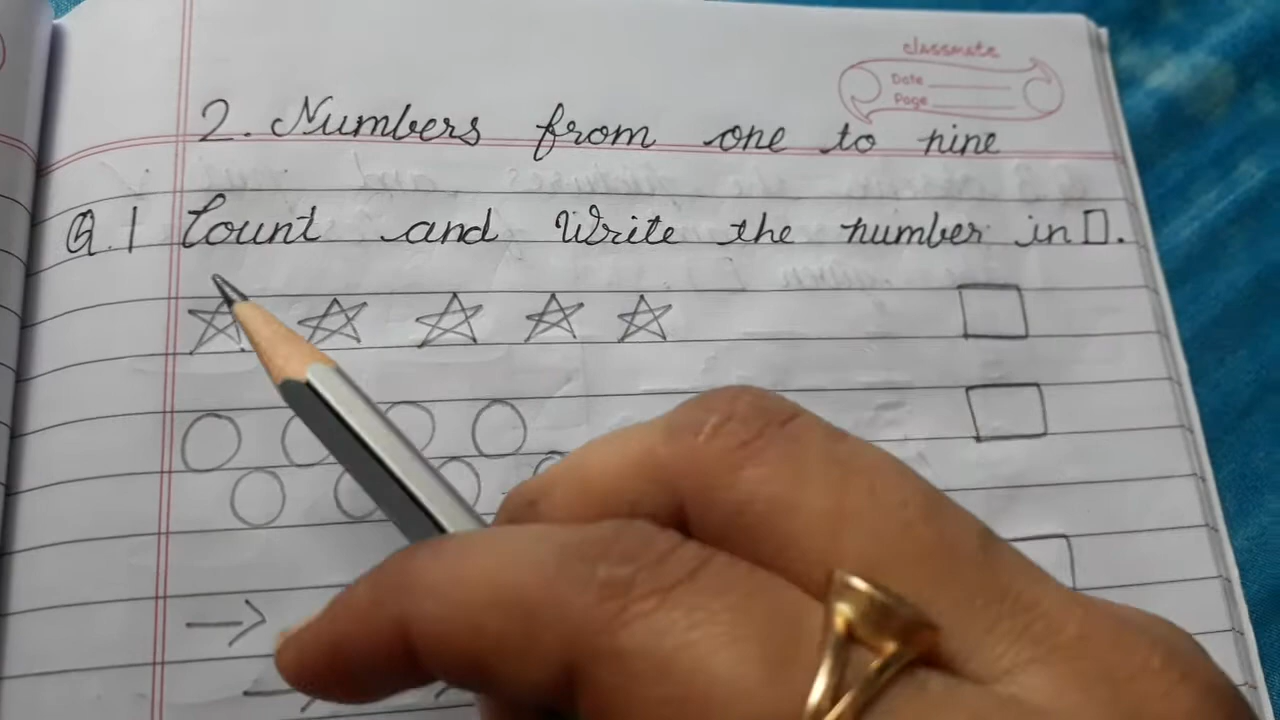 classmate
Date
Page
2. Numbers from one to nine
Q.1 Count and Write the number in □.